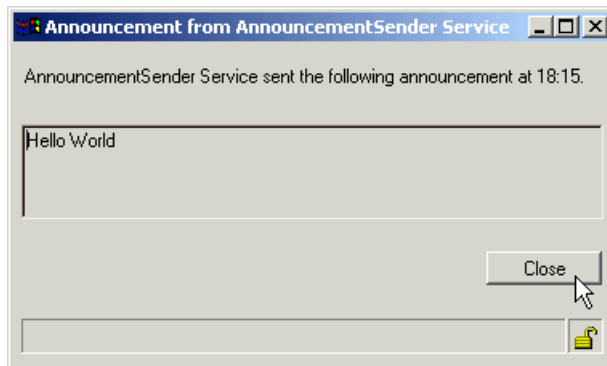 Announcement from AnnouncementSender Service
AnnouncementSender Service sent the following announcement at 18:15.
Hello World
Close